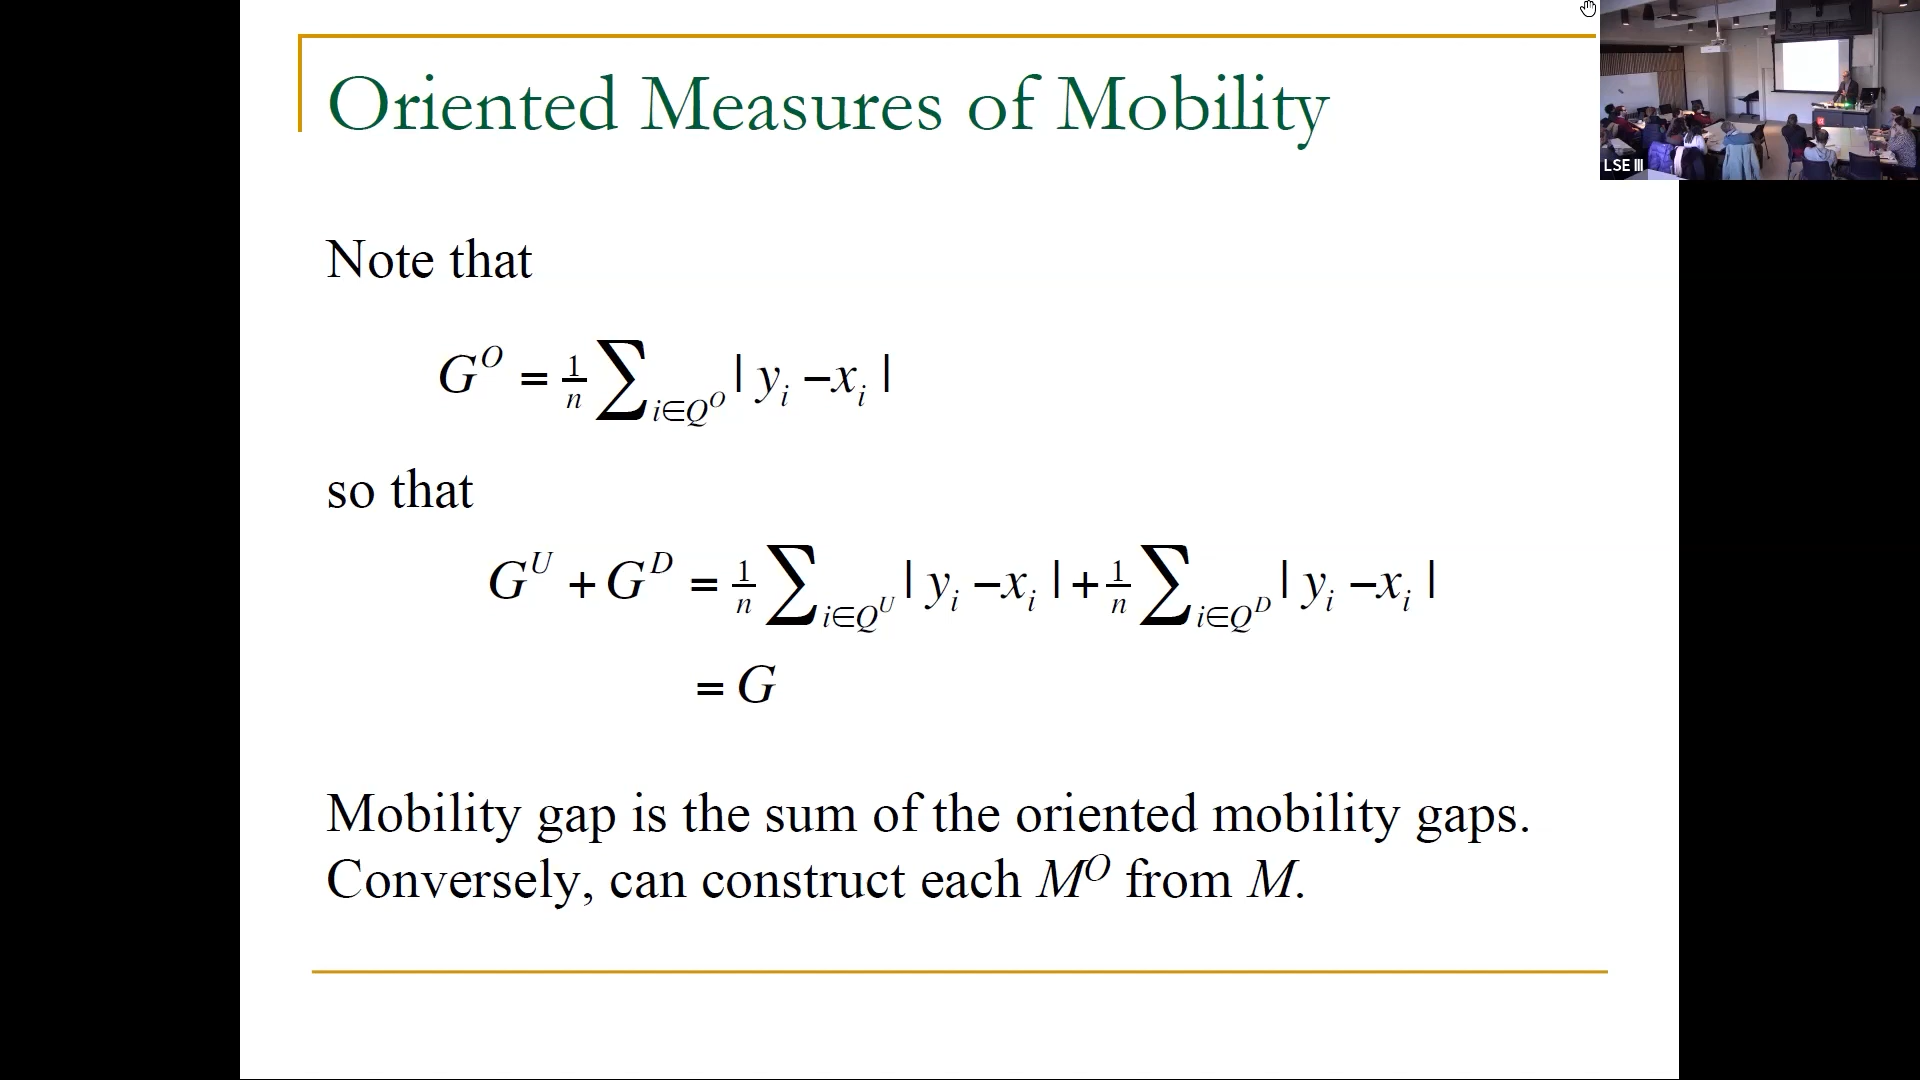 Oriented Measures of Mobility
LSE III
Note that
G^O = 1/n ∑_{i∈Q^O} | y_i − x_i |
so that
G^U + G^D = 1/n ∑_{i∈Q^U} | y_i − x_i | + 1/n ∑_{i∈Q^D} | y_i − x_i |
= G
Mobility gap is the sum of the oriented mobility gaps.
Conversely, can construct each M^O from M.